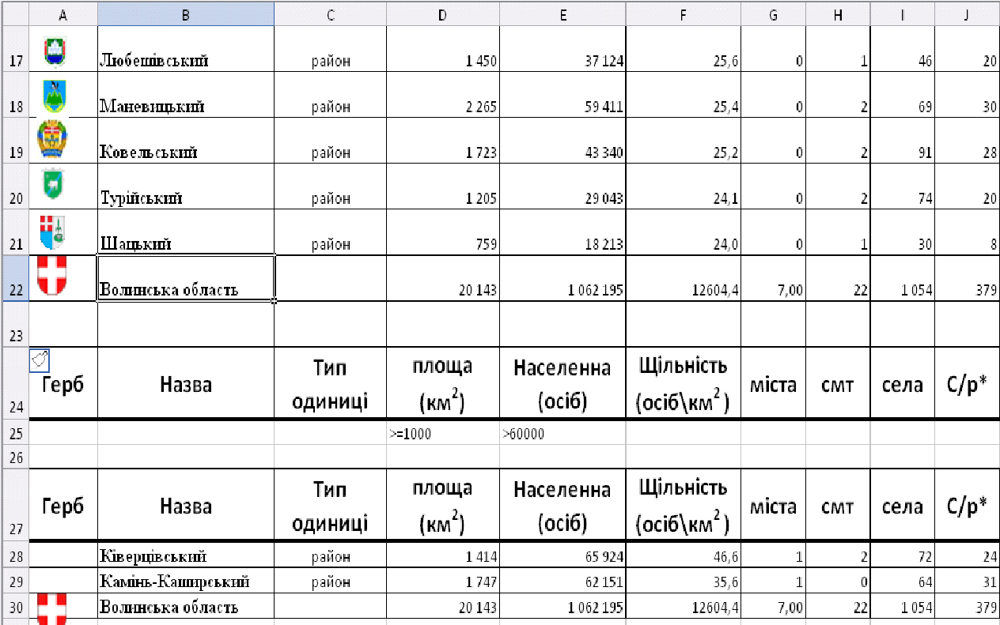 A B C D E F G H I J
17 Любешівський район 1 450 37 124 25,6 0 1 46 20
18 Маневицький район 2 265 59 411 25,4 0 2 69 30
19 Ковельський район 1 723 43 340 25,2 0 2 91 28
20 Турійський район 1 205 29 043 24,1 0 2 74 20
21 Шацький район 759 18 213 24,0 0 1 30 8
22 Волинська область 20 143 1 062 195 12604,4 7,00 22 1 054 379
23
24 Герб Назва Тип одиниці площа (км²) Населенна (осіб) Щільність (осіб\км²) міста смт села С/р*
25 >=1000 >60000
26
27 Герб Назва Тип одиниці площа (км²) Населенна (осіб) Щільність (осіб\км²) міста смт села С/р*
28 Ківерцівський район 1 414 65 924 46,6 1 2 72 24
29 Камінь-Каширський район 1 747 62 151 35,6 1 0 64 31
30 Волинська область 20 143 1 062 195 12604,4 7,00 22 1 054 379